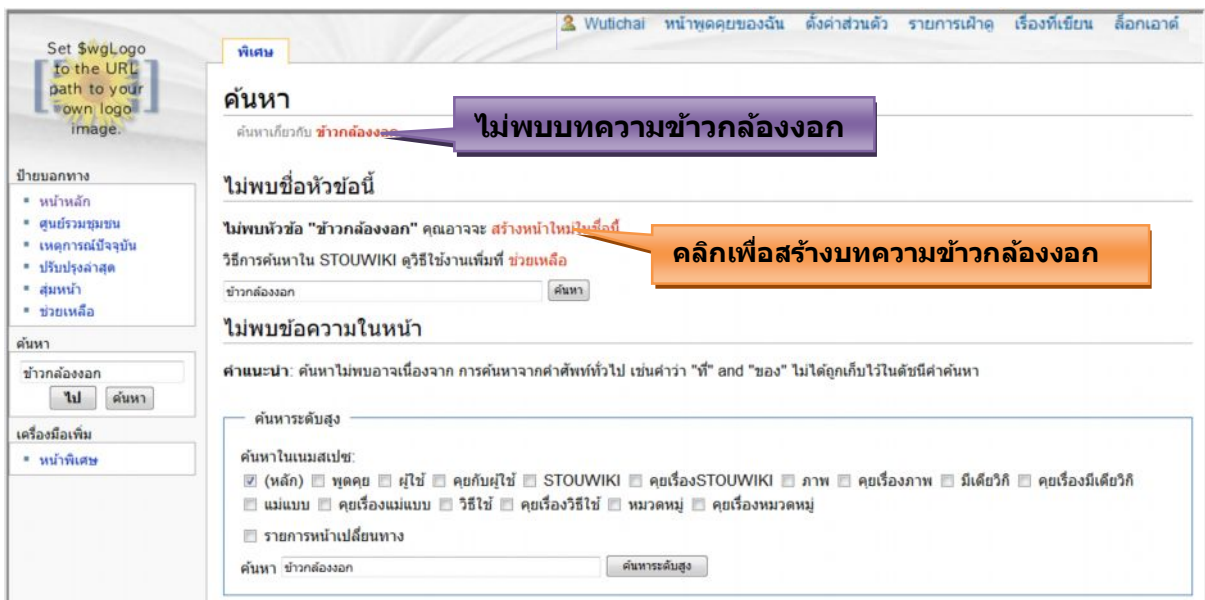 Wutichai หน้าพูดคุยของฉัน ตั้งค่าส่วนตัว รายการเฝ้าดู เรื่องที่เขียน ล็อกเอาต์
Set $wgLogo
to the URL
path to your
own logo
image.
ป้ายบอกทาง
หน้าหลัก
ศูนย์รวมชุมชน
เหตุการณ์ปัจจุบัน
ปรับปรุงล่าสุด
สุ่มหน้า
ช่วยเหลือ
ค้นหา
ข้าวกล้องงอก
ไป ค้นหา
เครื่องมือเพิ่ม
หน้าพิเศษ
พิเศษ
ค้นหา
ค้นหาเกี่ยวกับ ข้าวกล้องงอก
ไม่พบบทความข้าวกล้องงอก
ไม่พบชื่อหัวข้อนี้
ไม่พบหัวข้อ "ข้าวกล้องงอก" คุณอาจจะ สร้างหน้าใหม่ในชื่อนี้
คลิกเพื่อสร้างบทความข้าวกล้องงอก
วิธีการค้นหาใน STOUWIKI ดูวิธีใช้งานเพิ่มที่ ช่วยเหลือ
ข้าวกล้องงอก ค้นหา
ไม่พบข้อความในหน้า
คำแนะนำ: ค้นหาไม่พบอาจเนื่องจาก การค้นหาจากคำศัพท์ทั่วไป เช่นคำว่า "ที่" and "ของ" ไม่ได้ถูกเก็บไว้ในดัชนีคำค้นหา
ค้นหาระดับสูง
ค้นหาในเนมสเปซ:
(หลัก) พูดคุย ผู้ใช้ คุยกับผู้ใช้ STOUWIKI คุยเรื่องSTOUWIKI ภาพ คุยเรื่องภาพ มีเดียวิกิ คุยเรื่องมีเดียวิกิ
แม่แบบ คุยเรื่องแม่แบบ วิธีใช้ คุยเรื่องวิธีใช้ หมวดหมู่ คุยเรื่องหมวดหมู่
รายการหน้าเปลี่ยนทาง
ค้นหา ข้าวกล้องงอก ค้นหาระดับสูง